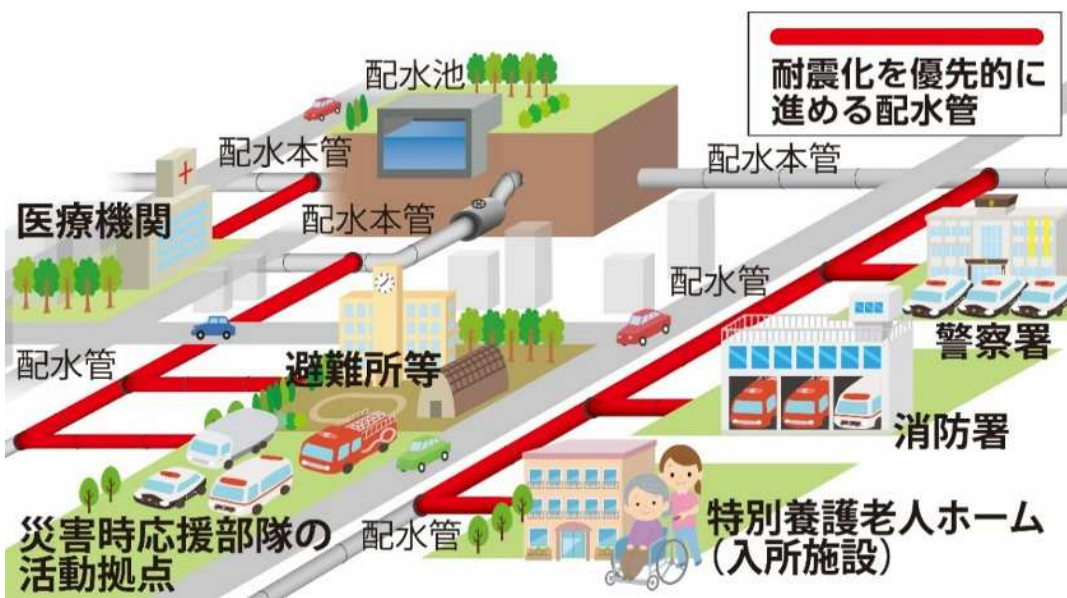 耐震化を優先的に
進める配水管
配水池
配水本管
配水本管
配水本管
医療機関
配水管
警察署
配水管
避難所等
消防署
災害時応援部隊の
活動拠点
配水管
特別養護老人ホーム
（入所施設）